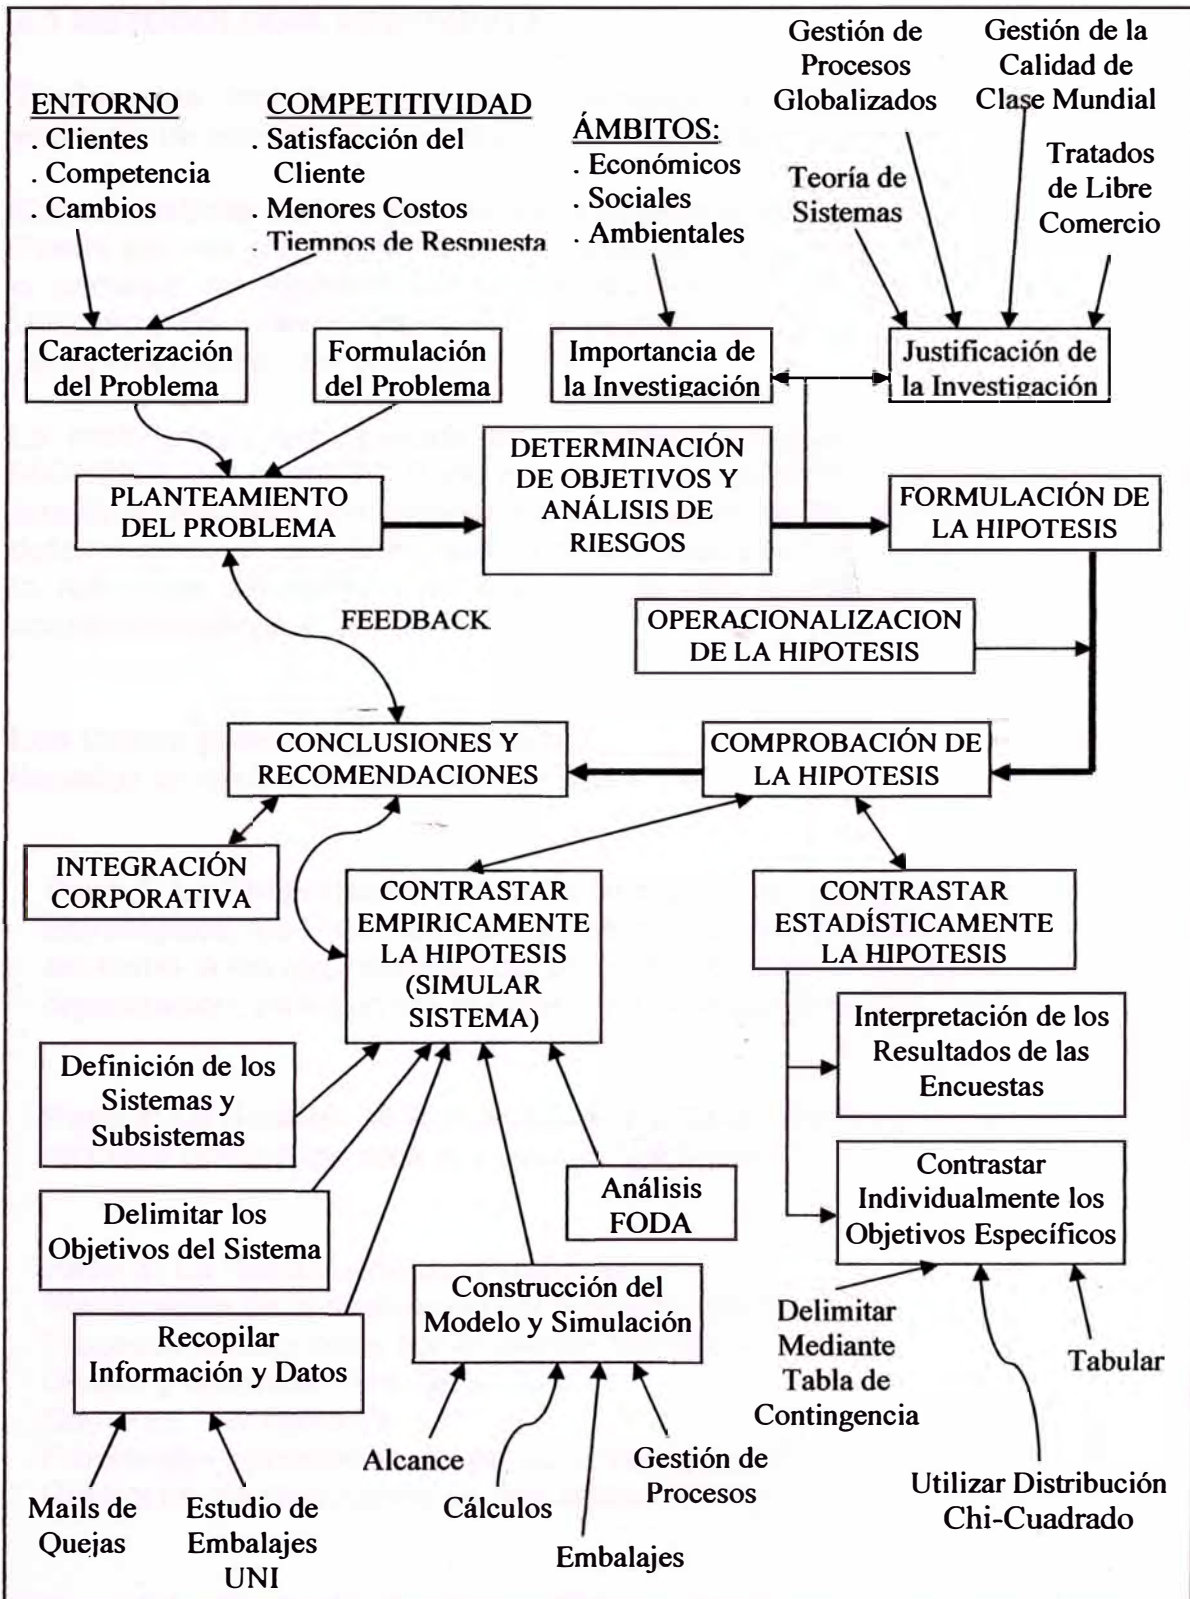 Gestión de
Procesos
Globalizados
Gestión de la
Calidad de
Clase Mundial
ENTORNO
. Clientes
. Competencia
. Cambios
COMPETITIVIDAD
. Satisfacción del
Cliente
. Menores Costos
. Tiempos de Respuesta
ÁMBITOS:
. Económicos
. Sociales
. Ambientales
Teoría de
Sistemas
Tratados
de Libre
Comercio
Caracterización
del Problema
Formulación
del Problema
Importancia de
la Investigación
Justificación de
la Investigación
PLANTEAMIENTO
DEL PROBLEMA
DETERMINACIÓN
DE OBJETIVOS Y
ANÁLISIS DE
RIESGOS
FORMULACIÓN DE
LA HIPOTESIS
FEEDBACK
OPERACIONALIZACION
DE LA HIPOTESIS
CONCLUSIONES Y
RECOMENDACIONES
COMPROBACIÓN DE
LA HIPOTESIS
INTEGRACIÓN
CORPORATIVA
CONTRASTAR
EMPIRICAMENTE
LA HIPOTESIS
(SIMULAR
SISTEMA)
CONTRASTAR
ESTADÍSTICAMENTE
LA HIPOTESIS
Interpretación de los
Resultados de las
Encuestas
Definición de los
Sistemas y
Subsistemas
Contrastar
Individualmente los
Objetivos Específicos
Análisis
FODA
Delimitar los
Objetivos del Sistema
Construcción del
Modelo y Simulación
Recopilar
Información y Datos
Delimitar
Mediante
Tabla de
Contingencia
Tabular
Alcance
Cálculos
Gestión de
Procesos
Utilizar Distribución
Chi-Cuadrado
Mails de
Quejas
Estudio de
Embalajes
UNI
Embalajes